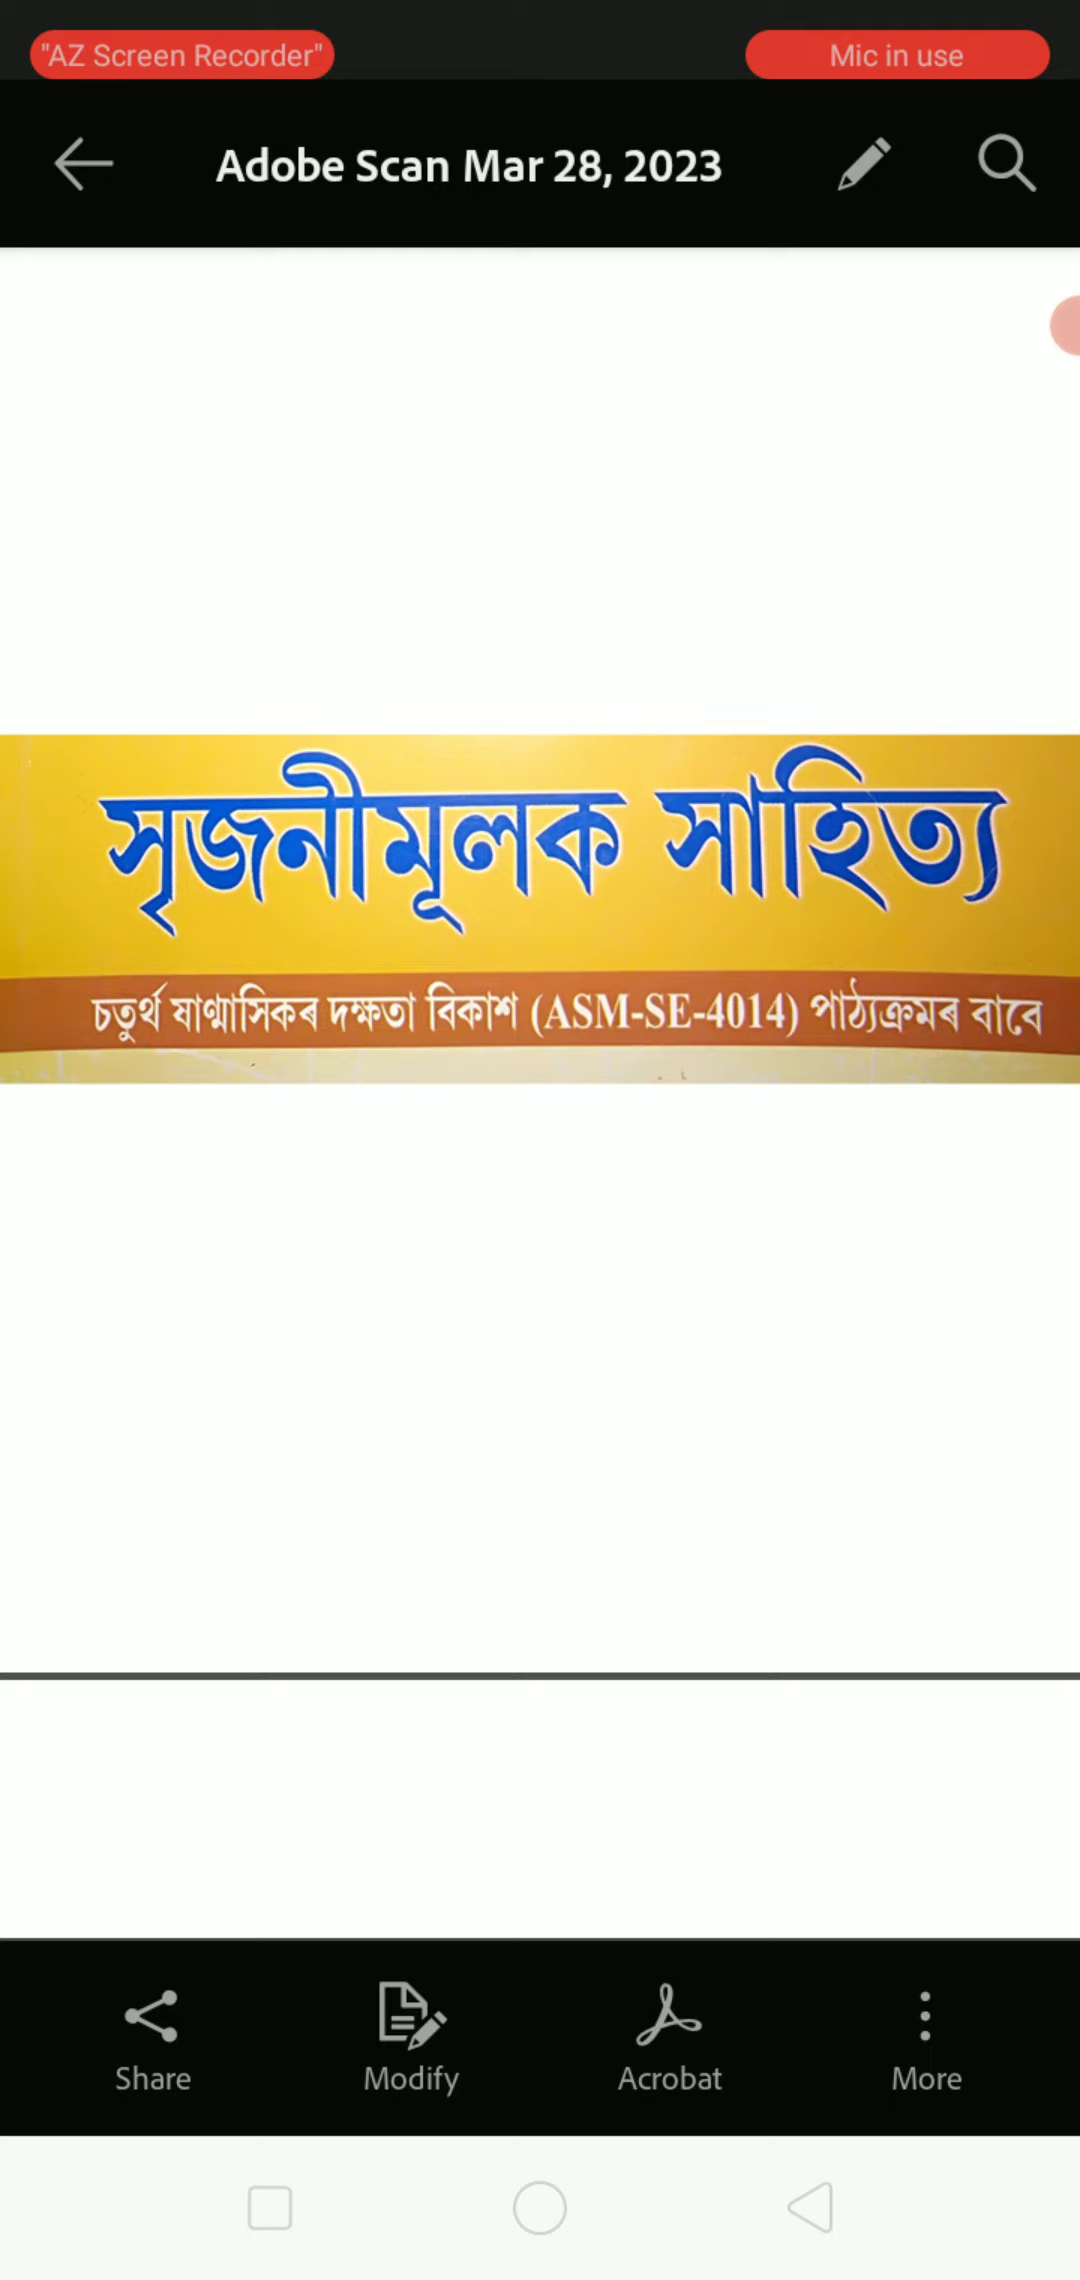 "AZ Screen Recorder"
Mic in use
Adobe Scan Mar 28, 2023
সৃজনীমূলক সাহিত্য
চতুৰ্থ ষাণ্মাসিকৰ দক্ষতা বিকাশ (ASM-SE-4014) পাঠ্যক্ৰমৰ বাবে
Share
Modify
Acrobat
More